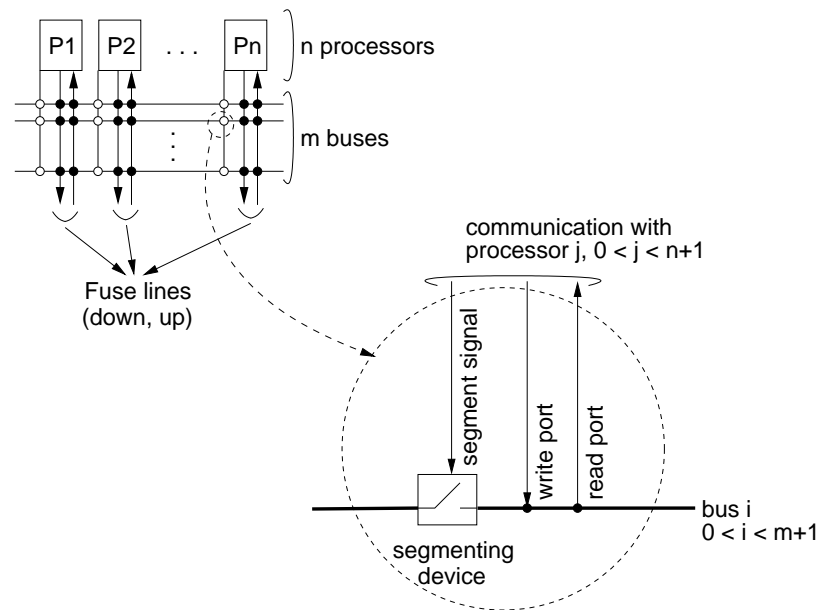 P1 P2 . . . Pn
n processors
m buses
Fuse lines
(down, up)
communication with
processor j, 0 < j < n+1
segment signal
write port
read port
bus i
0 < i < m+1
segmenting
device